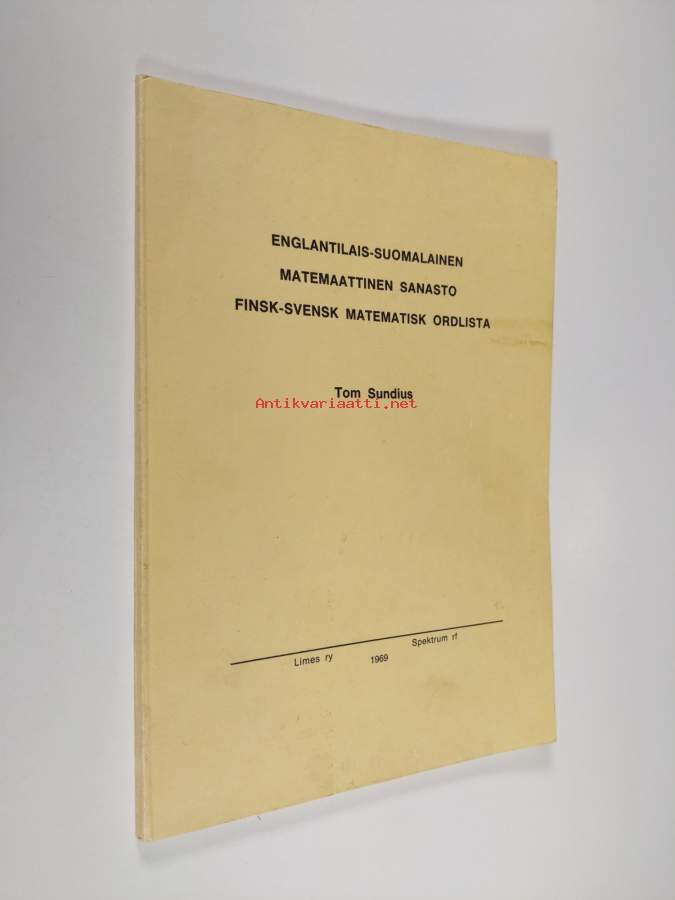 ENGLANTILAIS-SUOMALAINEN
MATEMAATTINEN SANASTO
FINSK-SVENSK MATEMATISK ORDLISTA
Tom Sundius
Antikvariaatti.net
Limes ry 1969 Spektrum rf